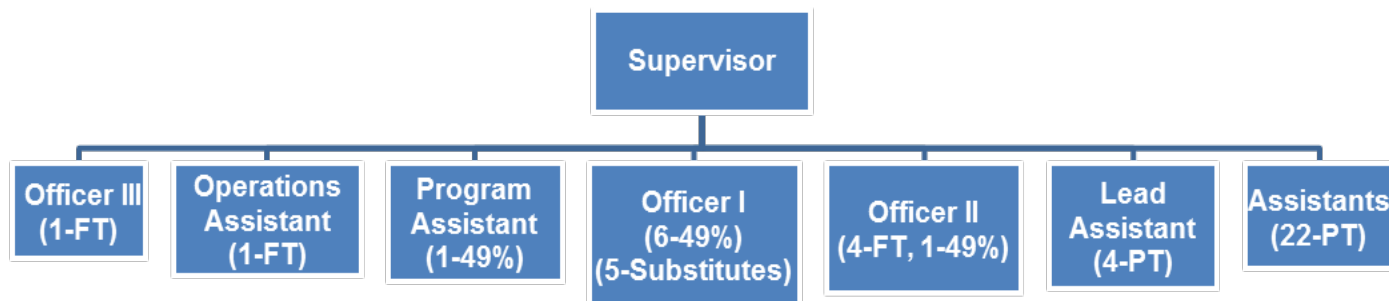 Supervisor
Officer III
(1-FT)
Operations
Assistant
(1-FT)
Program
Assistant
(1-49%)
Officer I
(6-49%)
(5-Substitutes)
Officer II
(4-FT, 1-49%)
Lead
Assistant
(4-PT)
Assistants
(22-PT)